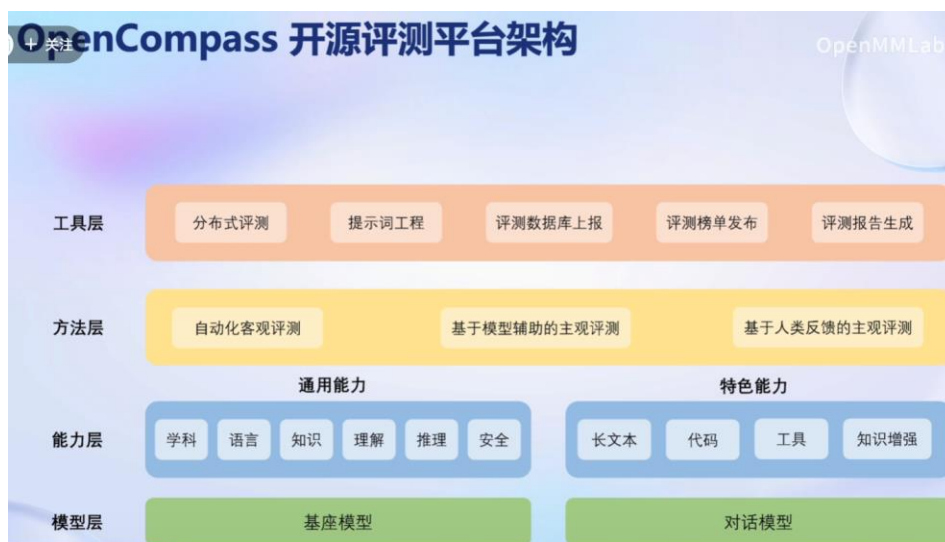 OpenCompass 开源评测平台架构
+ 关注
OpenMMLab
工具层
分布式评测
提示词工程
评测数据库上报
评测榜单发布
评测报告生成
方法层
自动化客观评测
基于模型辅助的主观评测
基于人类反馈的主观评测
通用能力
特色能力
能力层
学科
语言
知识
理解
推理
安全
长文本
代码
工具
知识增强
模型层
基座模型
对话模型